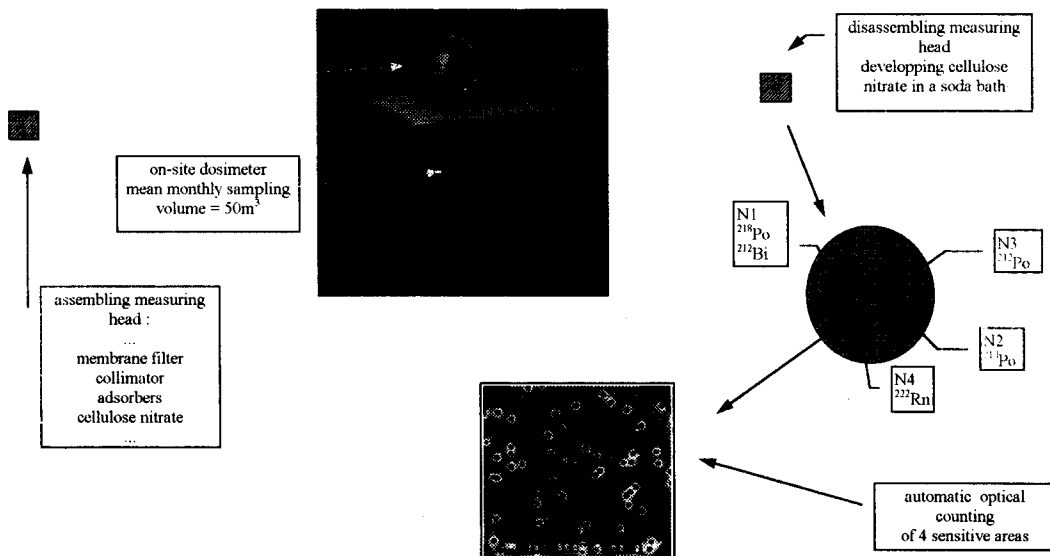 disassembling measuring
head
developping cellulose
nitrate in a soda bath
on-site dosimeter
mean monthly sampling
volume = 50m³
N1
²¹⁸Po
²¹²Bi
N3
²¹²Po
assembling measuring
head :
...
membrane filter
collimator
adsorbers
cellulose nitrate
...
N2
Po
N4
²²²Rn
automatic optical
counting
of 4 sensitive areas